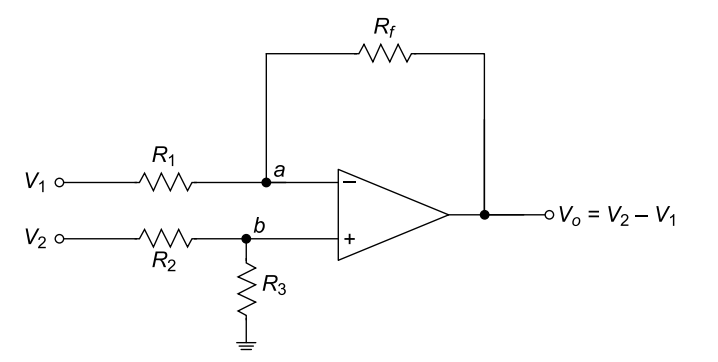 R_f
R_1
a
V_1
−
V_2
b
+
V_o = V_2 − V_1
R_2
R_3